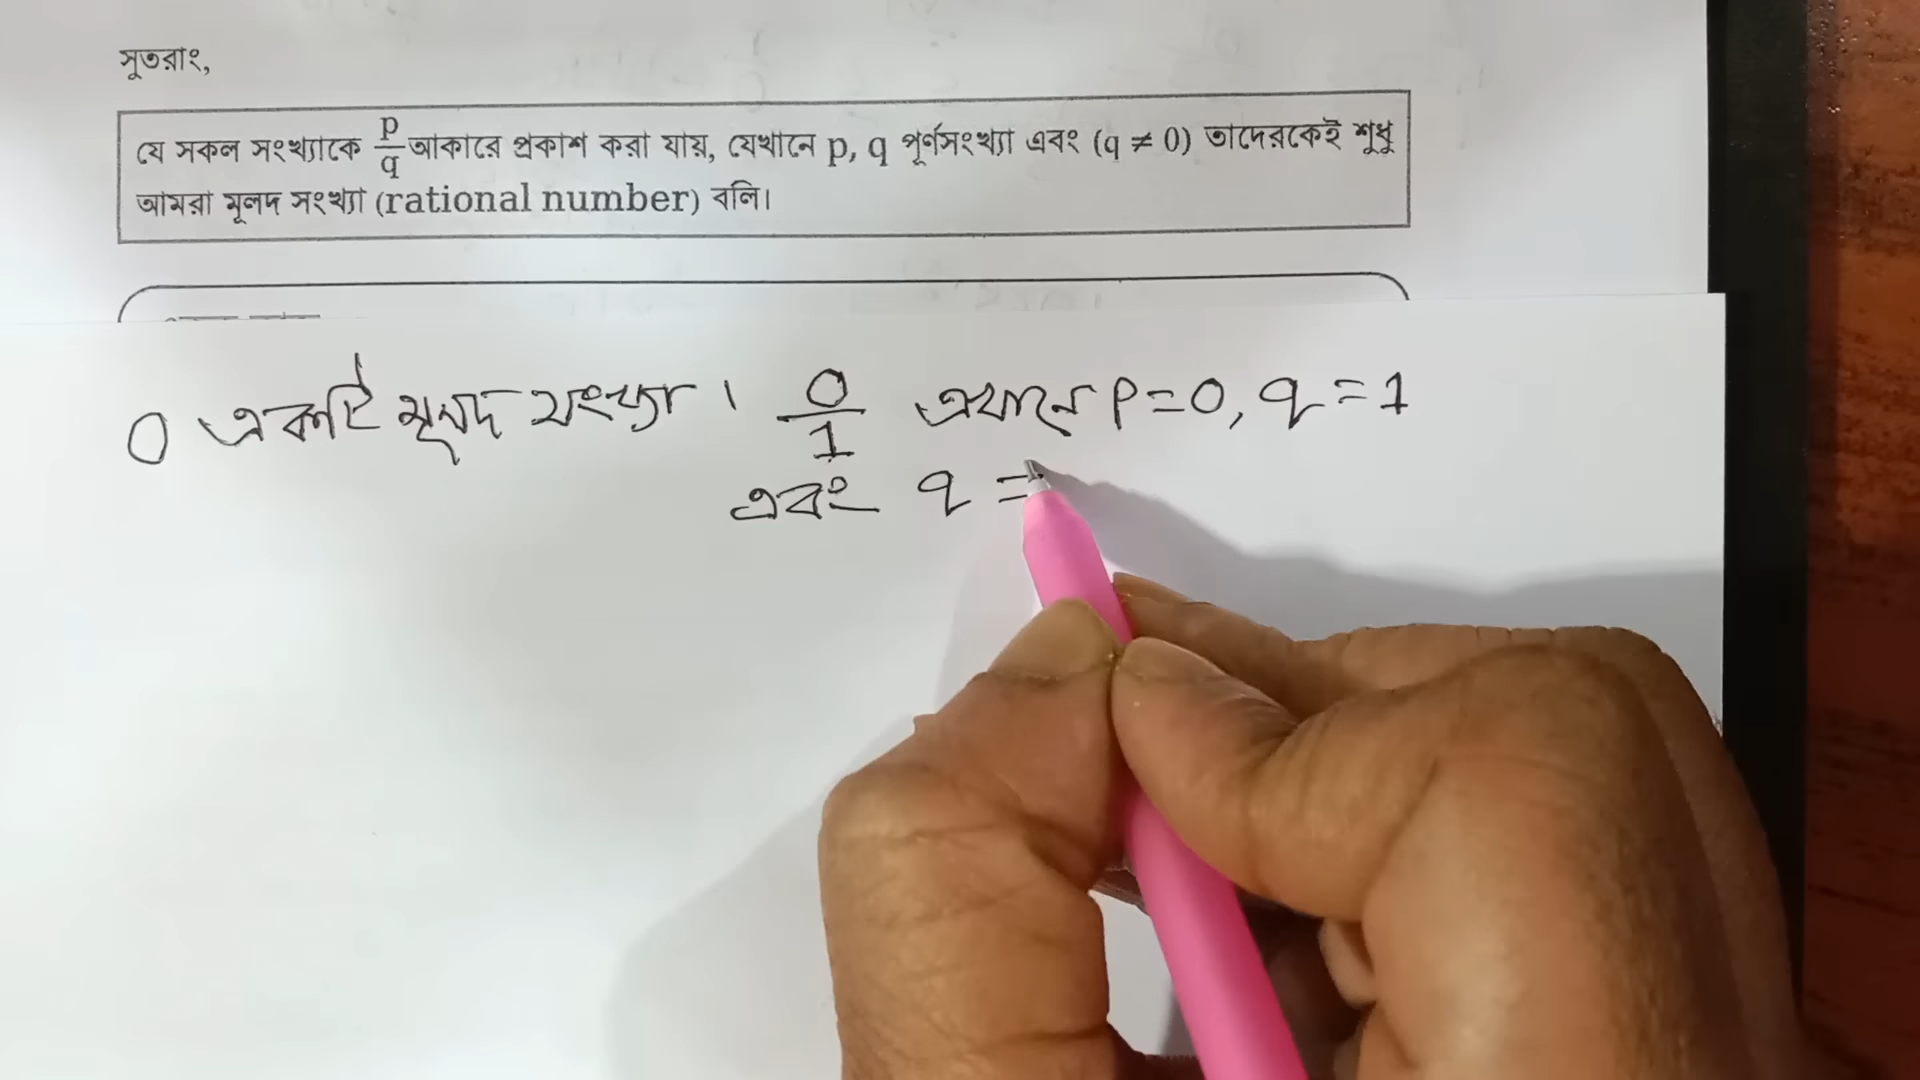 সুতরাং,
যে সকল সংখ্যাকে p/q আকারে প্রকাশ করা যায়, যেখানে p, q পূর্ণসংখ্যা এবং (q ≠ 0) তাদেরকেই শুধু
আমরা মূলদ সংখ্যা (rational number) বলি।
0 একটি মূলদ সংখ্যা । 0/1 এখানে P=0, q=1
এবং q =